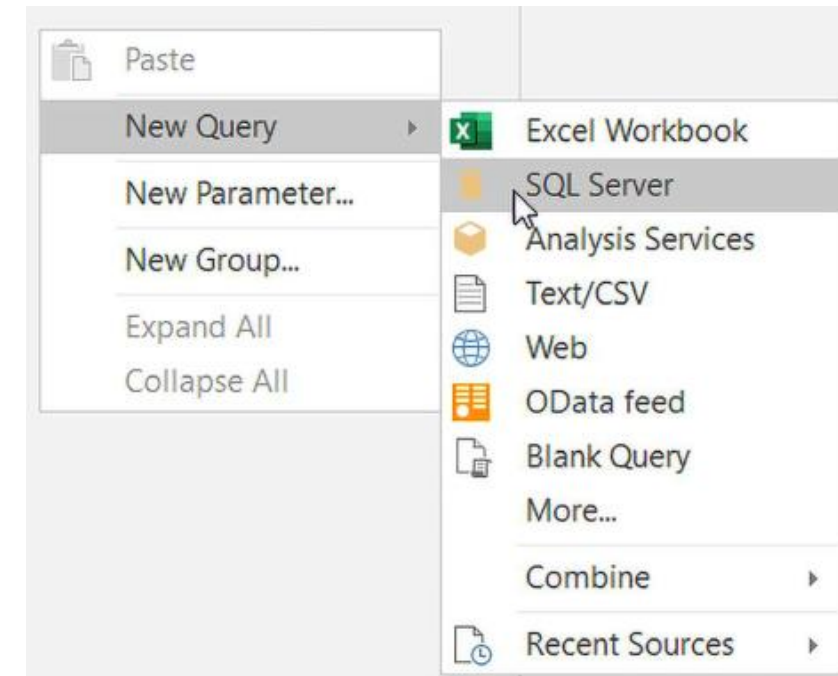 Paste
New Query
New Parameter...
New Group...
Expand All
Collapse All
Excel Workbook
SQL Server
Analysis Services
Text/CSV
Web
OData feed
Blank Query
More...
Combine
Recent Sources